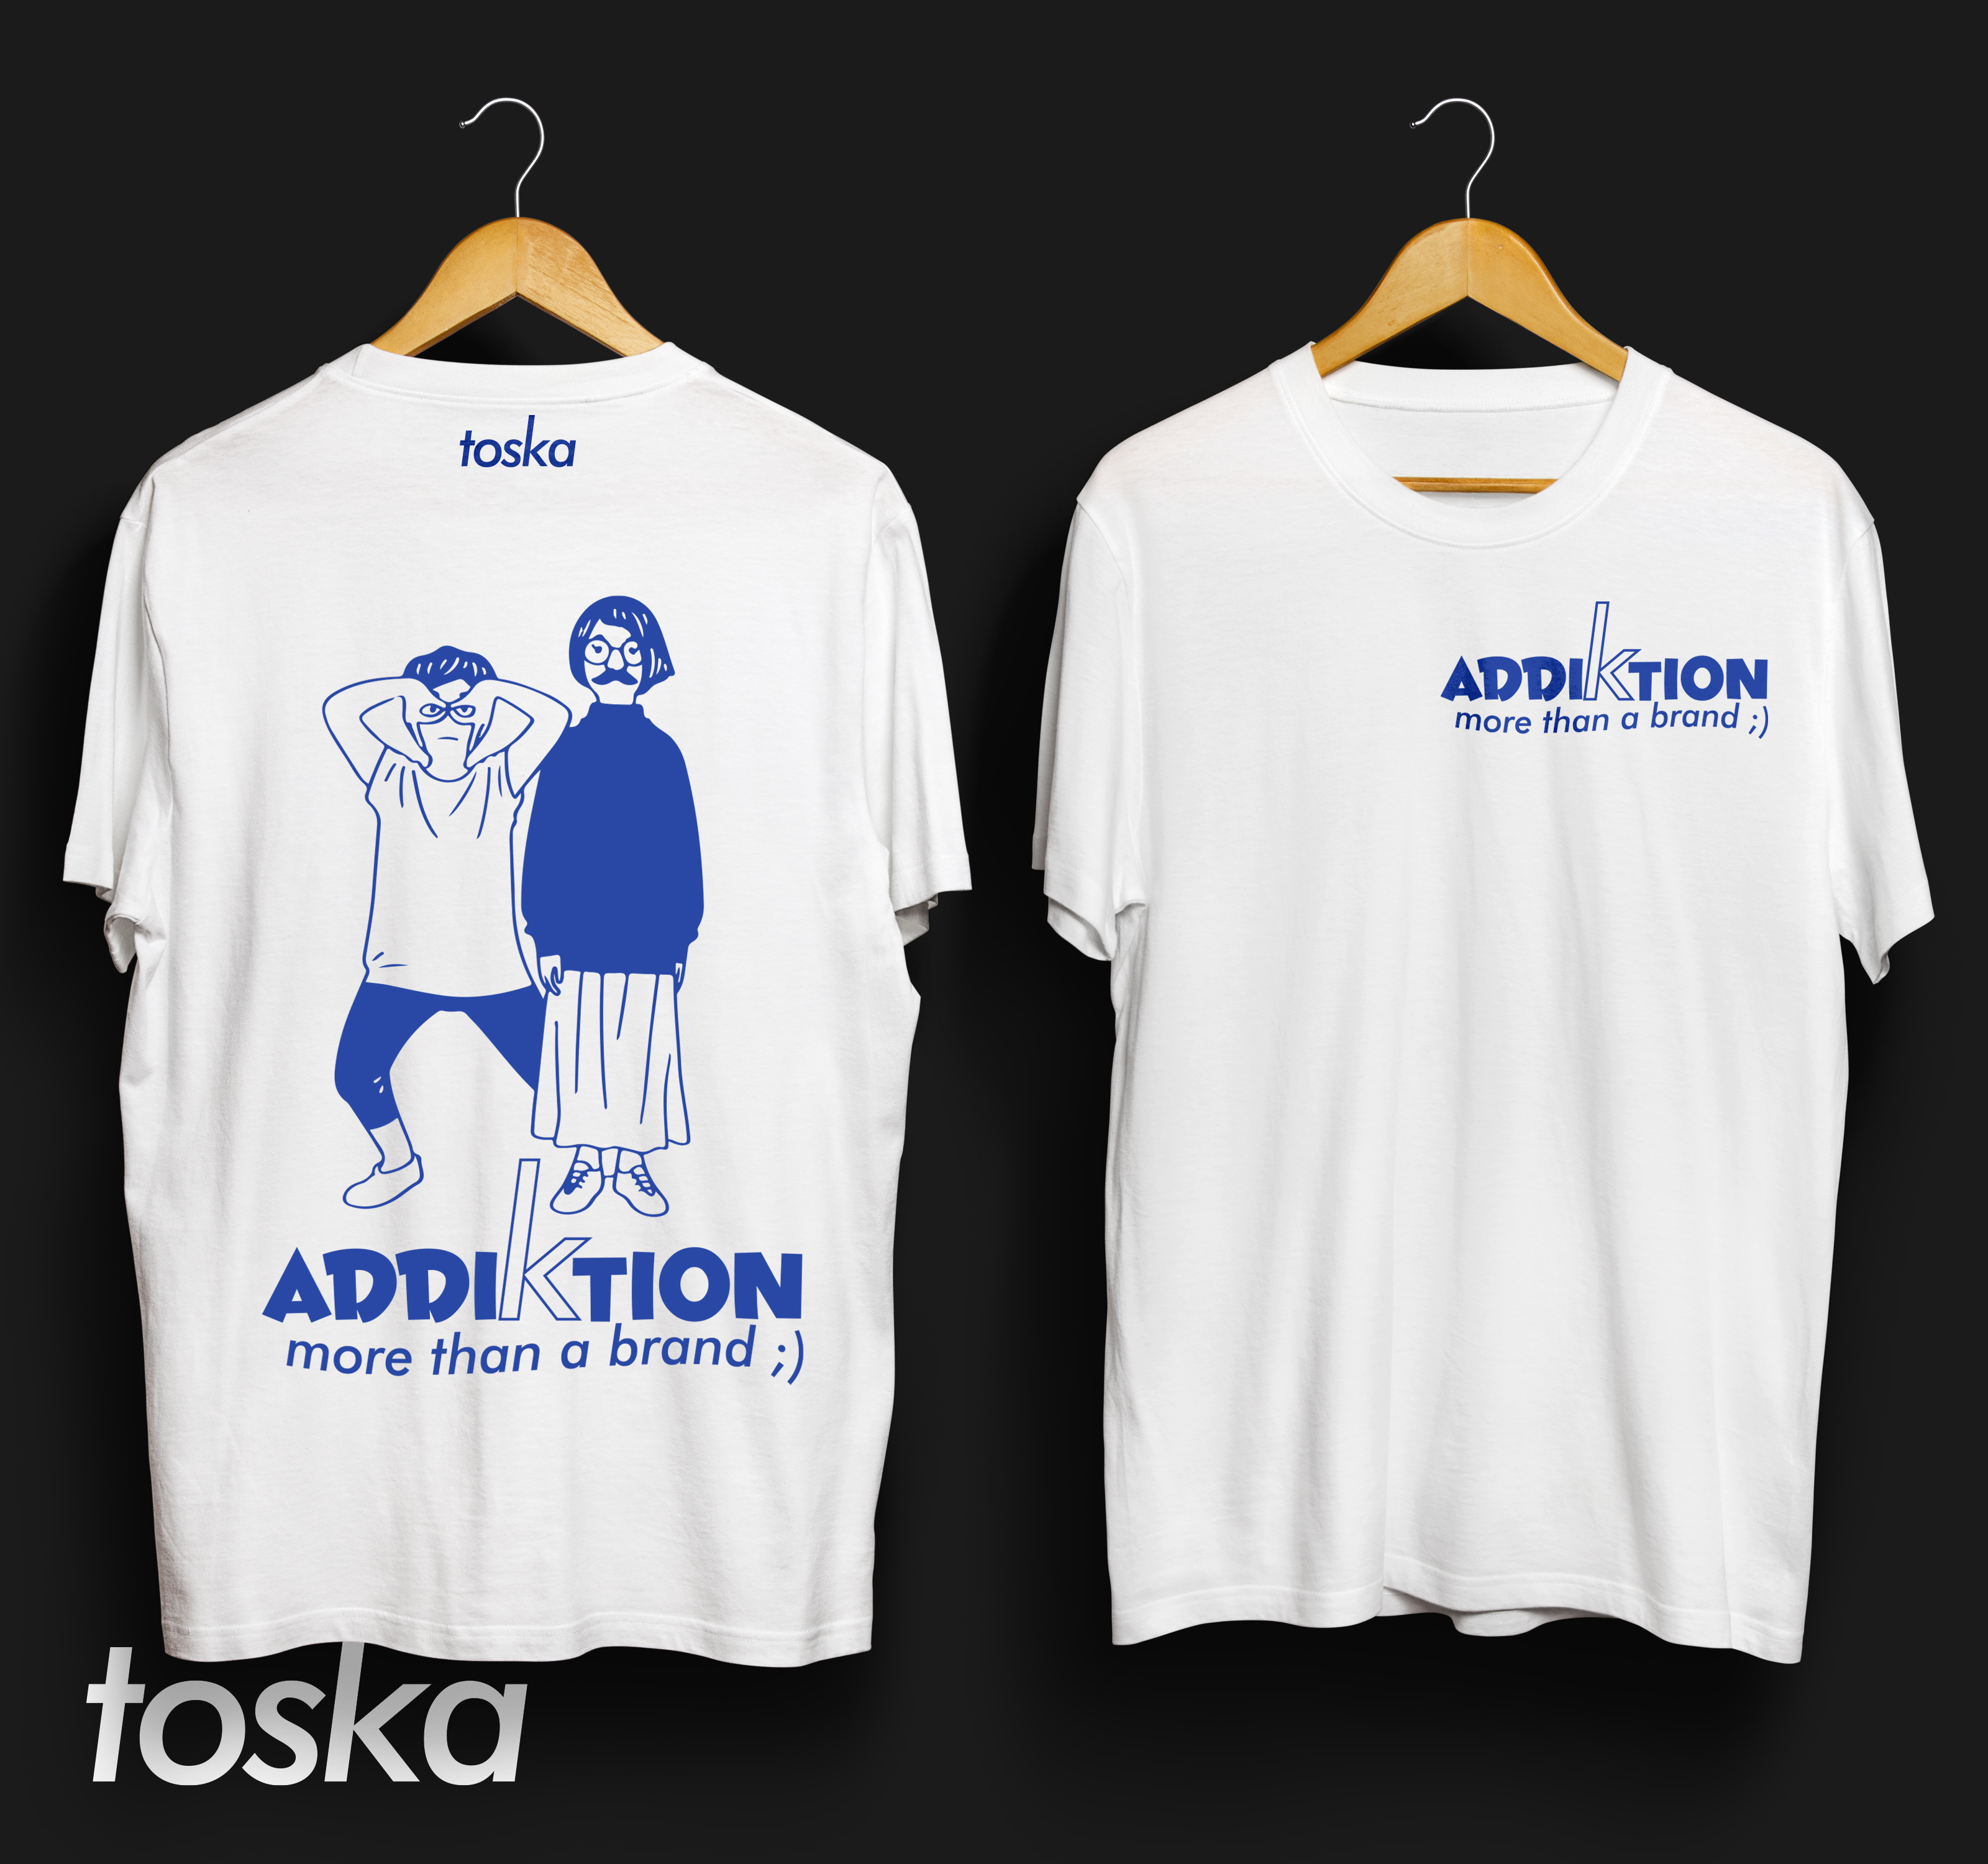 toska
ADDIkTION
more than a brand ;)
ADDIkTION
more than a brand ;)
toska